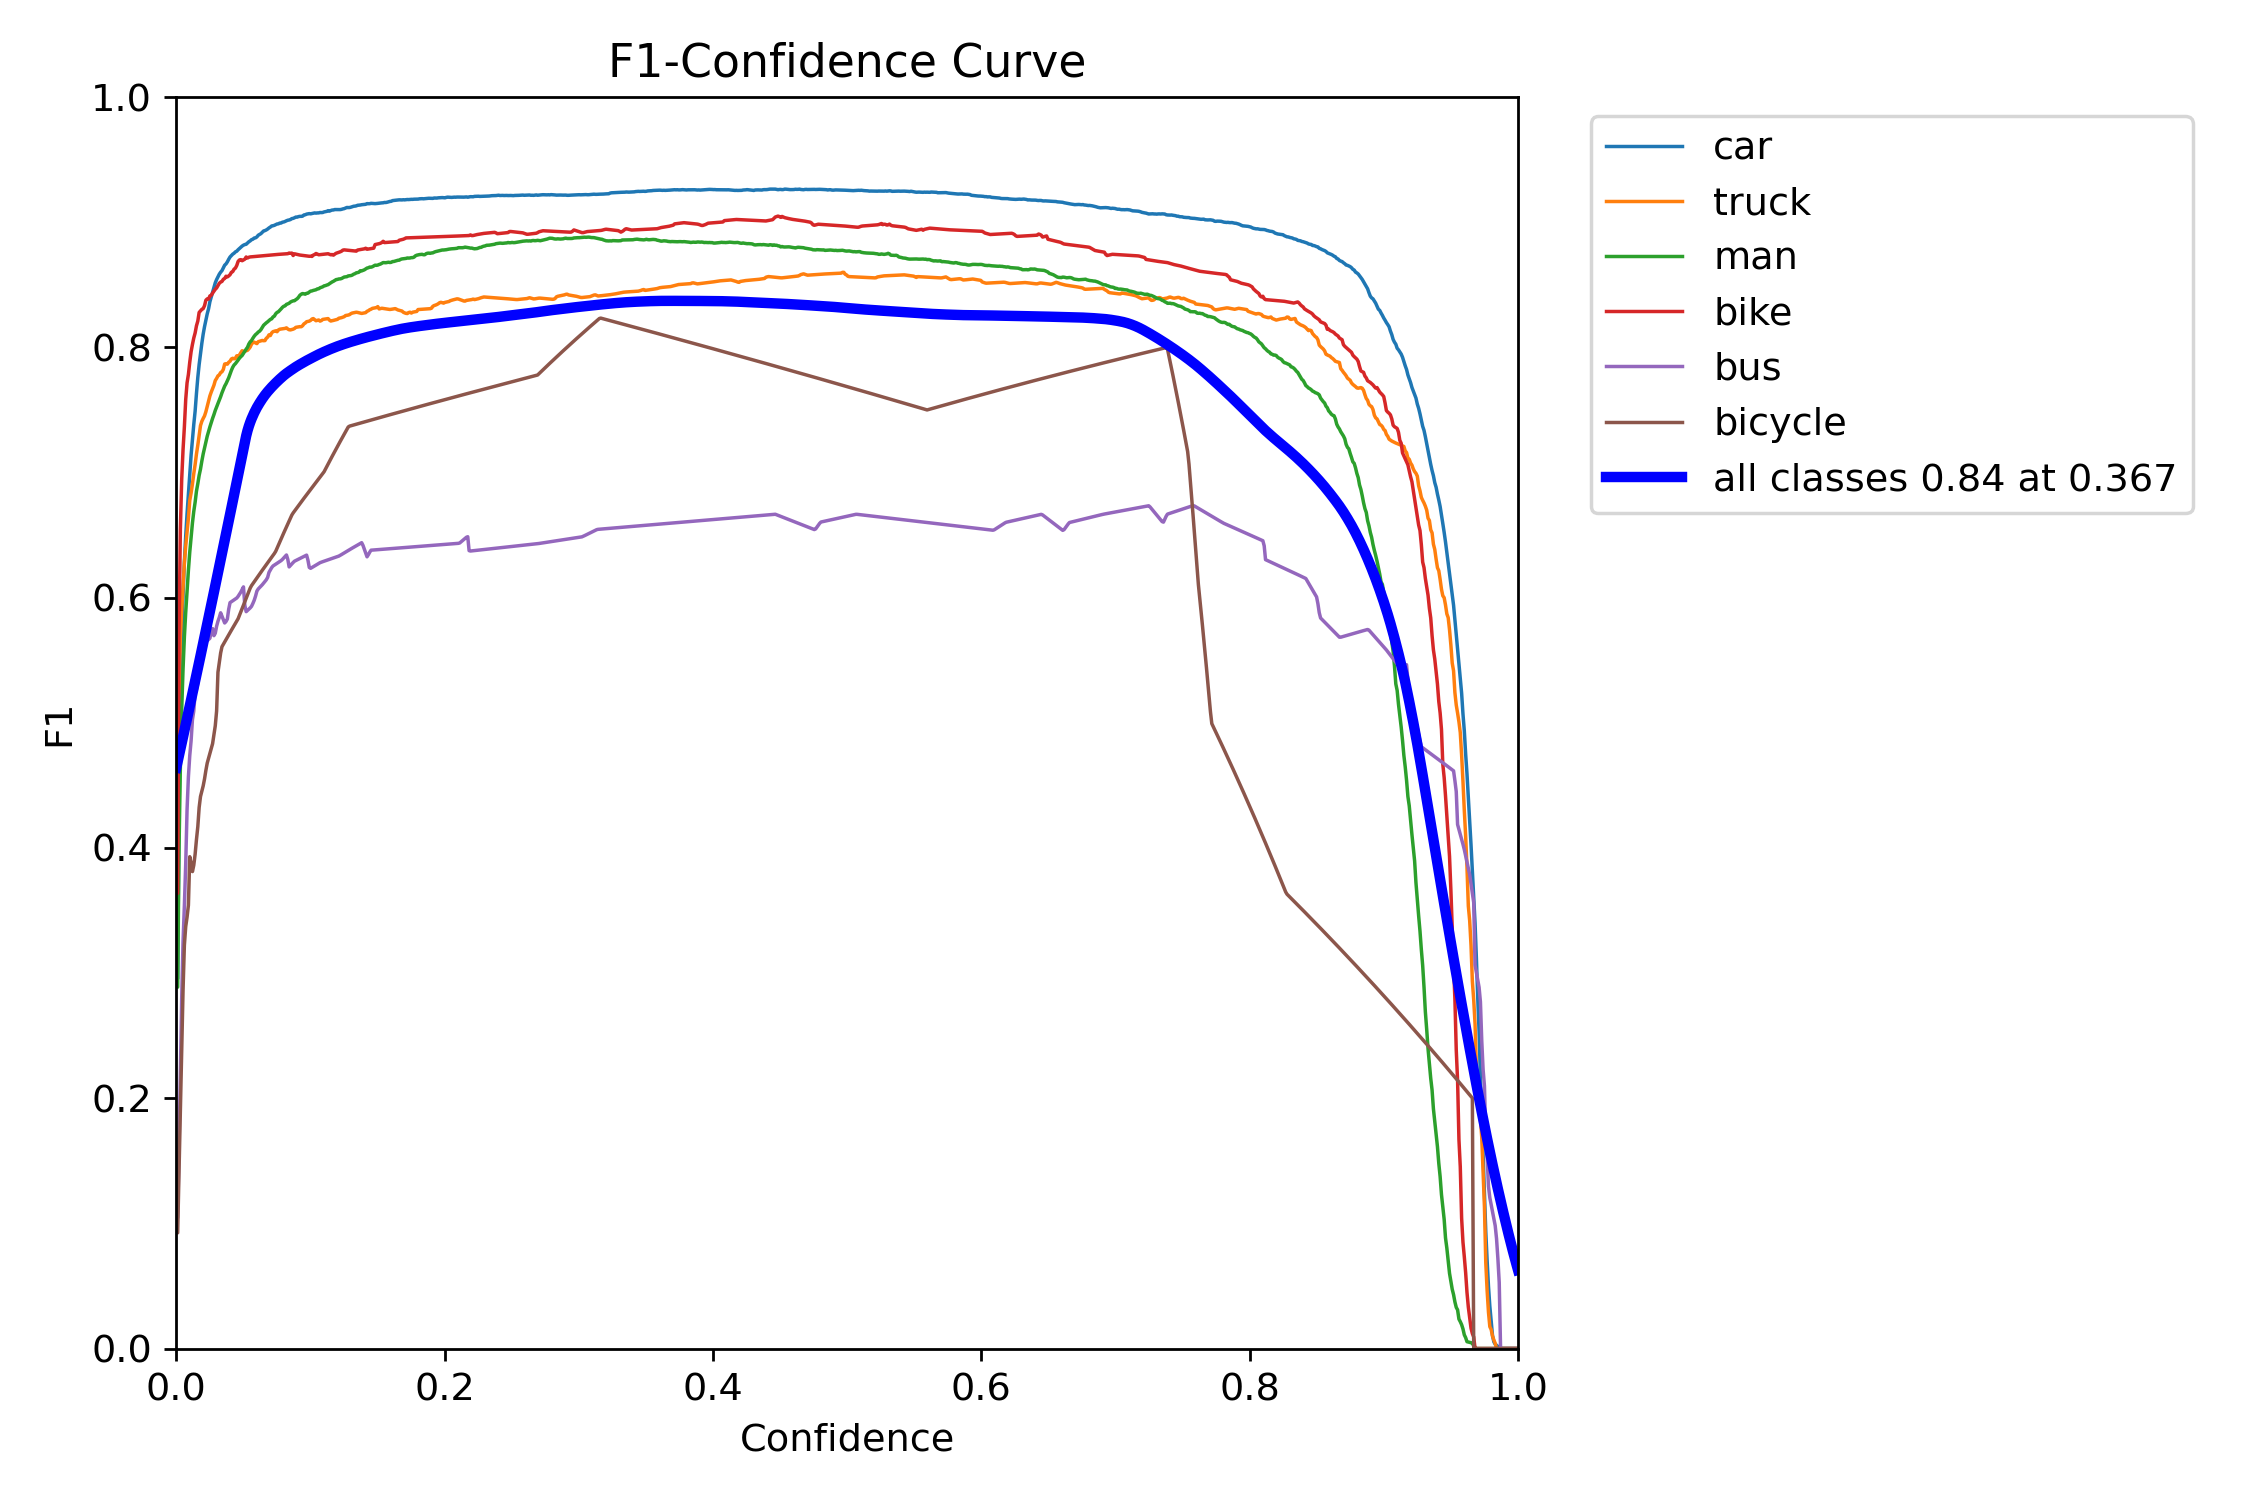 F1-Confidence Curve
1.0
0.8
0.6
0.4
0.2
0.0
F1
0.0 0.2 0.4 0.6 0.8 1.0
Confidence
car
truck
man
bike
bus
bicycle
all classes 0.84 at 0.367